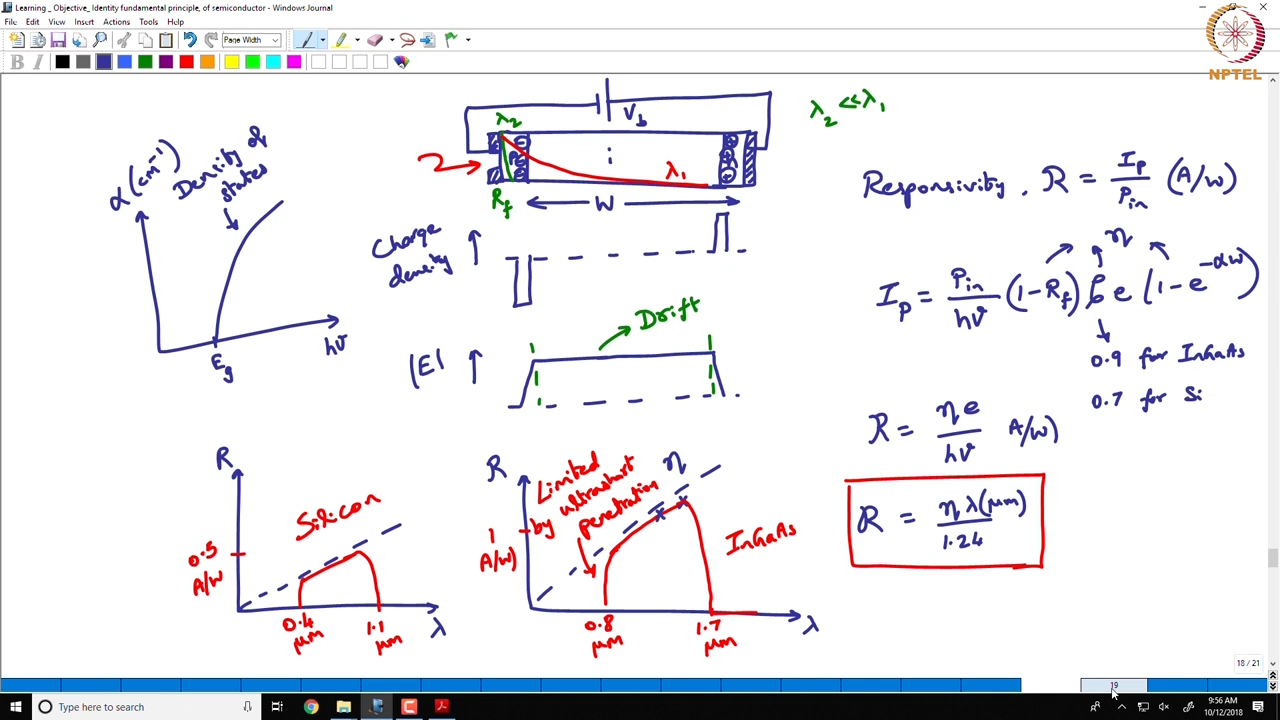 Learning _ Objective_ Identity fundamental principle, of semiconductor - Windows Journal
File Edit View Insert Actions Tools Help
Page Width
B I
NPTEL
α (cm⁻¹)
Density of
states
E_g
hν
V_b
λ₂
λ₁
λ₂ << λ₁
P
i
n
R_f
W
Charge
density
|E|
Drift
Responsivity, R = I_p / P_in (A/W)
η
I_p = P_in / hν (1-R_f) ξ e (1 - e^-αW)
0.9 for InGaAs
0.7 for Si
R = ηe / hν A/W)
R = ηλ(μm) / 1.24
R
Silicon
0.5
A/W
0.4
μm
1.1
μm
λ
R
Limited
by ultrashort
penetration
η
1
A/W)
InGaAs
0.8
μm
1.7
μm
λ
18 / 21
19
Type here to search
9:56 AM
10/12/2018